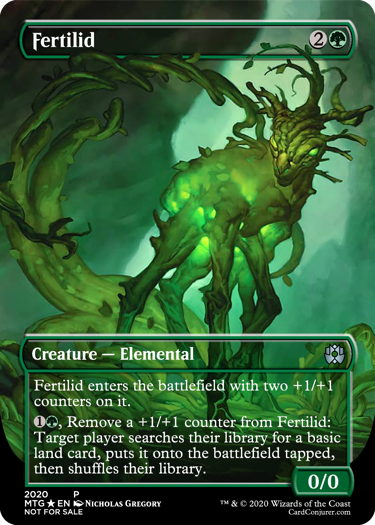 Fertilid 2
Creature — Elemental
Fertilid enters the battlefield with two +1/+1
counters on it.
1, Remove a +1/+1 counter from Fertilid:
Target player searches their library for a basic
land card, puts it onto the battlefield tapped,
then shuffles their library.
0/0
2020 P
MTG ★ EN Nicholas Gregory
NOT FOR SALE
™ & © 2020 Wizards of the Coast
CardConjurer.com